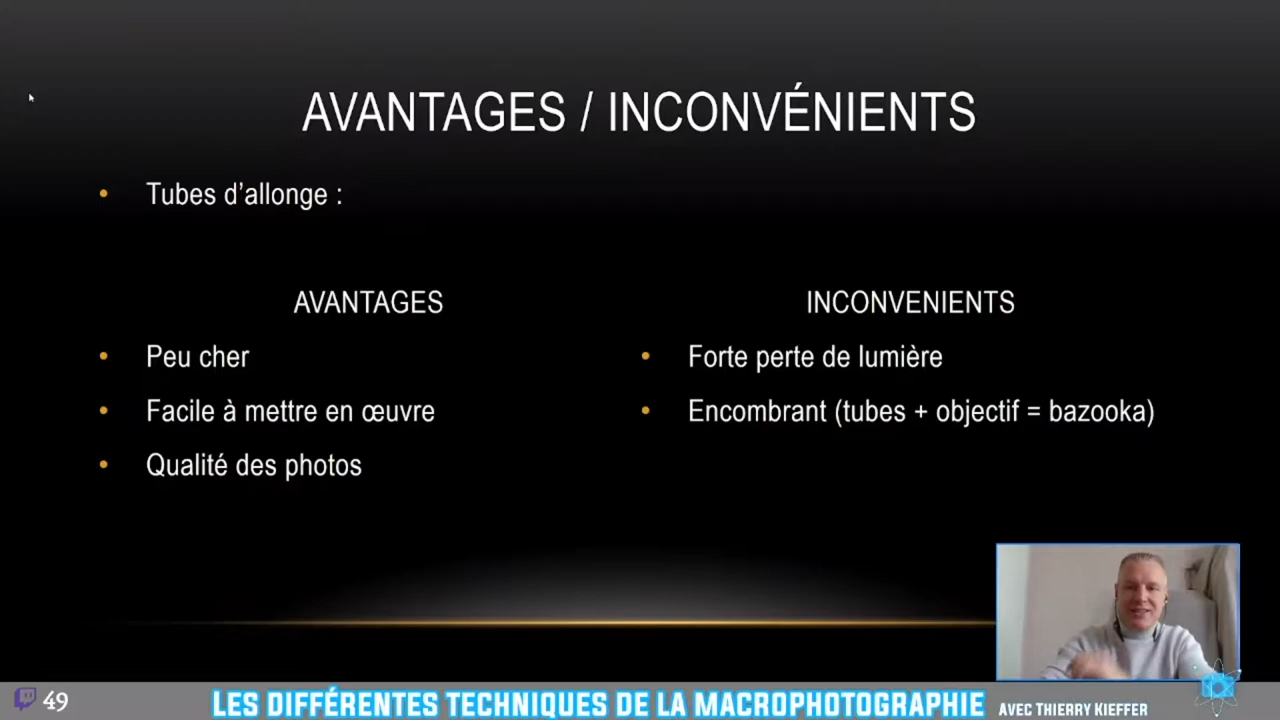 AVANTAGES / INCONVÉNIENTS
• Tubes d’allonge :
AVANTAGES
• Peu cher
• Facile à mettre en œuvre
• Qualité des photos
INCONVENIENTS
• Forte perte de lumière
• Encombrant (tubes + objectif = bazooka)
49
LES DIFFÉRENTES TECHNIQUES DE LA MACROPHOTOGRAPHIE AVEC THIERRY KIEFFER